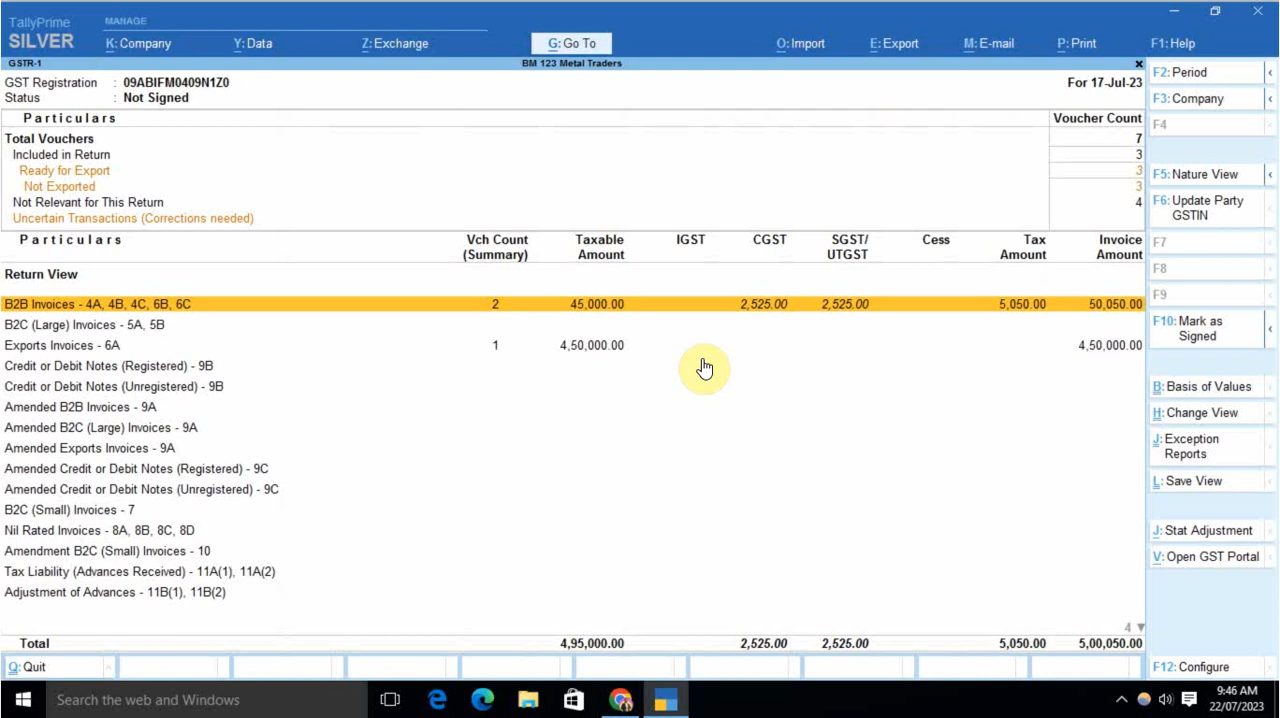 TallyPrime
MANAGE
SILVER
K: Company
Y: Data
Z: Exchange
G: Go To
O: Import
E: Export
M: E-mail
P: Print
F1: Help
GSTR-1
BM 123 Metal Traders
GST Registration : 09ABIFM0409N1Z0
For 17-Jul-23
Status : Not Signed
Particulars
Voucher Count
Total Vouchers 7
Included in Return 3
Ready for Export 3
Not Exported 3
Not Relevant for This Return 4
Uncertain Transactions (Corrections needed)
Particulars Vch Count Taxable IGST CGST SGST/ Cess Tax Invoice
(Summary) Amount UTGST Amount Amount
Return View
B2B Invoices - 4A, 4B, 4C, 6B, 6C 2 45,000.00 2,525.00 2,525.00 5,050.00 50,050.00
B2C (Large) Invoices - 5A, 5B
Exports Invoices - 6A 1 4,50,000.00 4,50,000.00
Credit or Debit Notes (Registered) - 9B
Credit or Debit Notes (Unregistered) - 9B
Amended B2B Invoices - 9A
Amended B2C (Large) Invoices - 9A
Amended Exports Invoices - 9A
Amended Credit or Debit Notes (Registered) - 9C
Amended Credit or Debit Notes (Unregistered) - 9C
B2C (Small) Invoices - 7
Nil Rated Invoices - 8A, 8B, 8C, 8D
Amendment B2C (Small) Invoices - 10
Tax Liability (Advances Received) - 11A(1), 11A(2)
Adjustment of Advances - 11B(1), 11B(2)
4
Total 4,95,000.00 2,525.00 2,525.00 5,050.00 5,00,050.00
Q: Quit
F2: Period
F3: Company
F4
F5: Nature View
F6: Update Party
GSTIN
F7
F8
F9
F10: Mark as
Signed
B: Basis of Values
H: Change View
J: Exception
Reports
L: Save View
J: Stat Adjustment
V: Open GST Portal
F12: Configure
Search the web and Windows
9:46 AM
22/07/2023